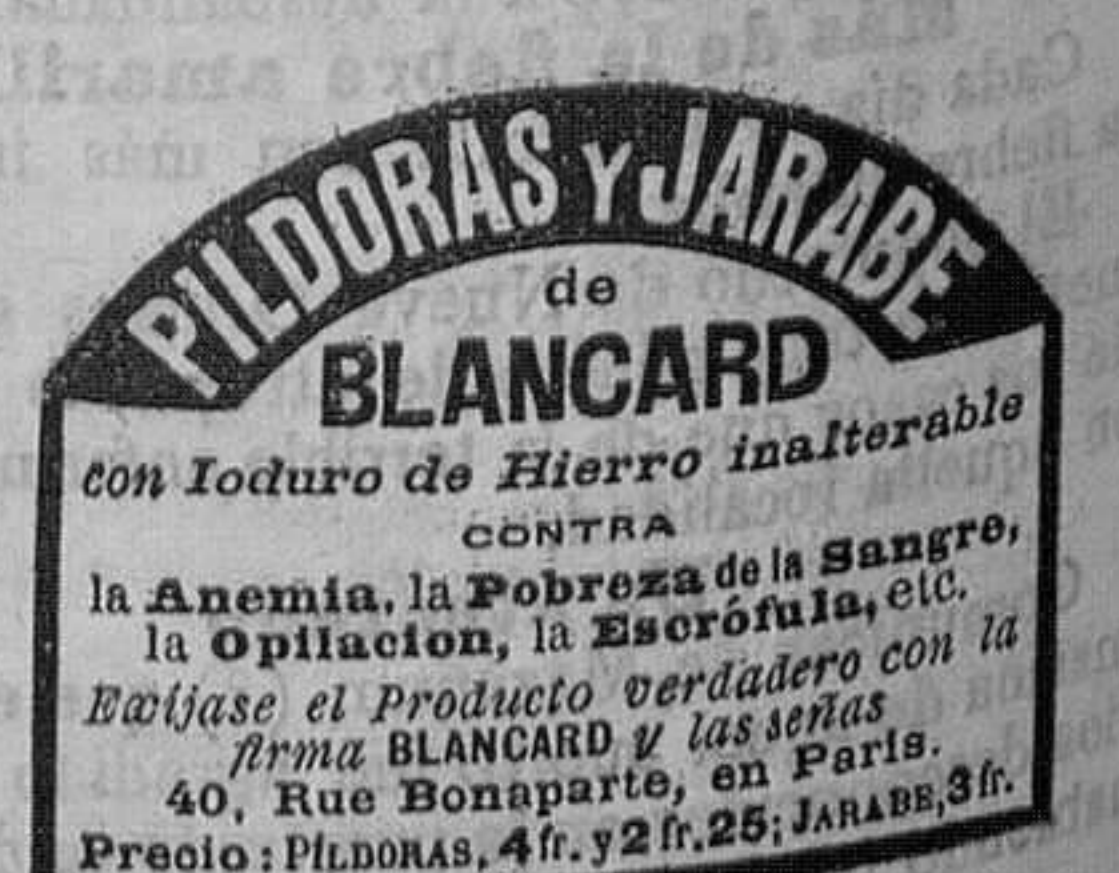 PILDORAS Y JARABE
de
BLANCARD
con Ioduro de Hierro inalterable
CONTRA
la Anemia, la Pobreza de la Sangre,
la Opilacion, la Escrófula, etc.
Exijase el Producto verdadero con la
firma BLANCARD y las señas
40, Rue Bonaparte, en Paris.
Precio: PÍLDORAS, 4 fr. y 2 fr. 25; JARABE, 3 fr.